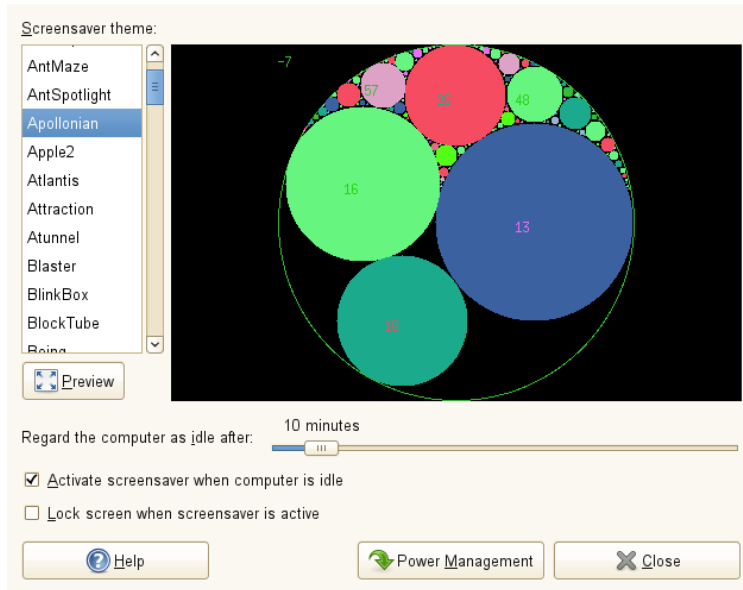 Screensaver theme:
AntMaze
AntSpotlight
Apollonian
Apple2
Atlantis
Attraction
Atunnel
Blaster
BlinkBox
BlockTube
Preview
-7
57
48
16
13
Regard the computer as idle after:
10 minutes
Activate screensaver when computer is idle
Lock screen when screensaver is active
Help
Power Management
Close